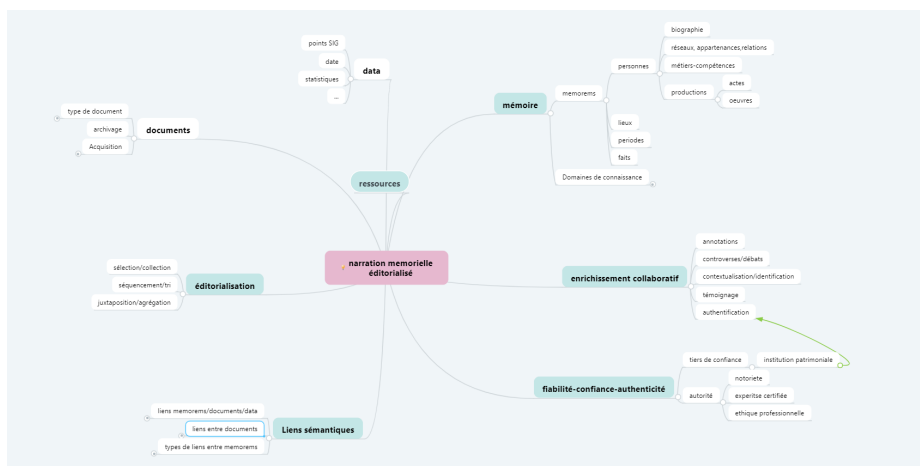 points SIG
date
statistiques
...
data
type de document
archivage
Acquisition
documents
ressources
mémoire
memorems
personnes
biographie
réseaux, appartenances,relations
métiers-compétences
productions
actes
oeuvres
lieux
periodes
faits
Domaines de connaissance
narration memorielle
éditorialisé
sélection/collection
séquencement/tri
juxtaposition/agrégation
éditorialisation
enrichissement collaboratif
annotations
controverses/débats
contextualisation/identification
témoignage
authentification
fiabilité-confiance-authenticité
tiers de confiance
institution patrimoniale
autorité
notoriete
experitse certifiée
ethique professionnelle
liens memorems/documents/data
liens entre documents
types de liens entre memorems
Liens sémantiques